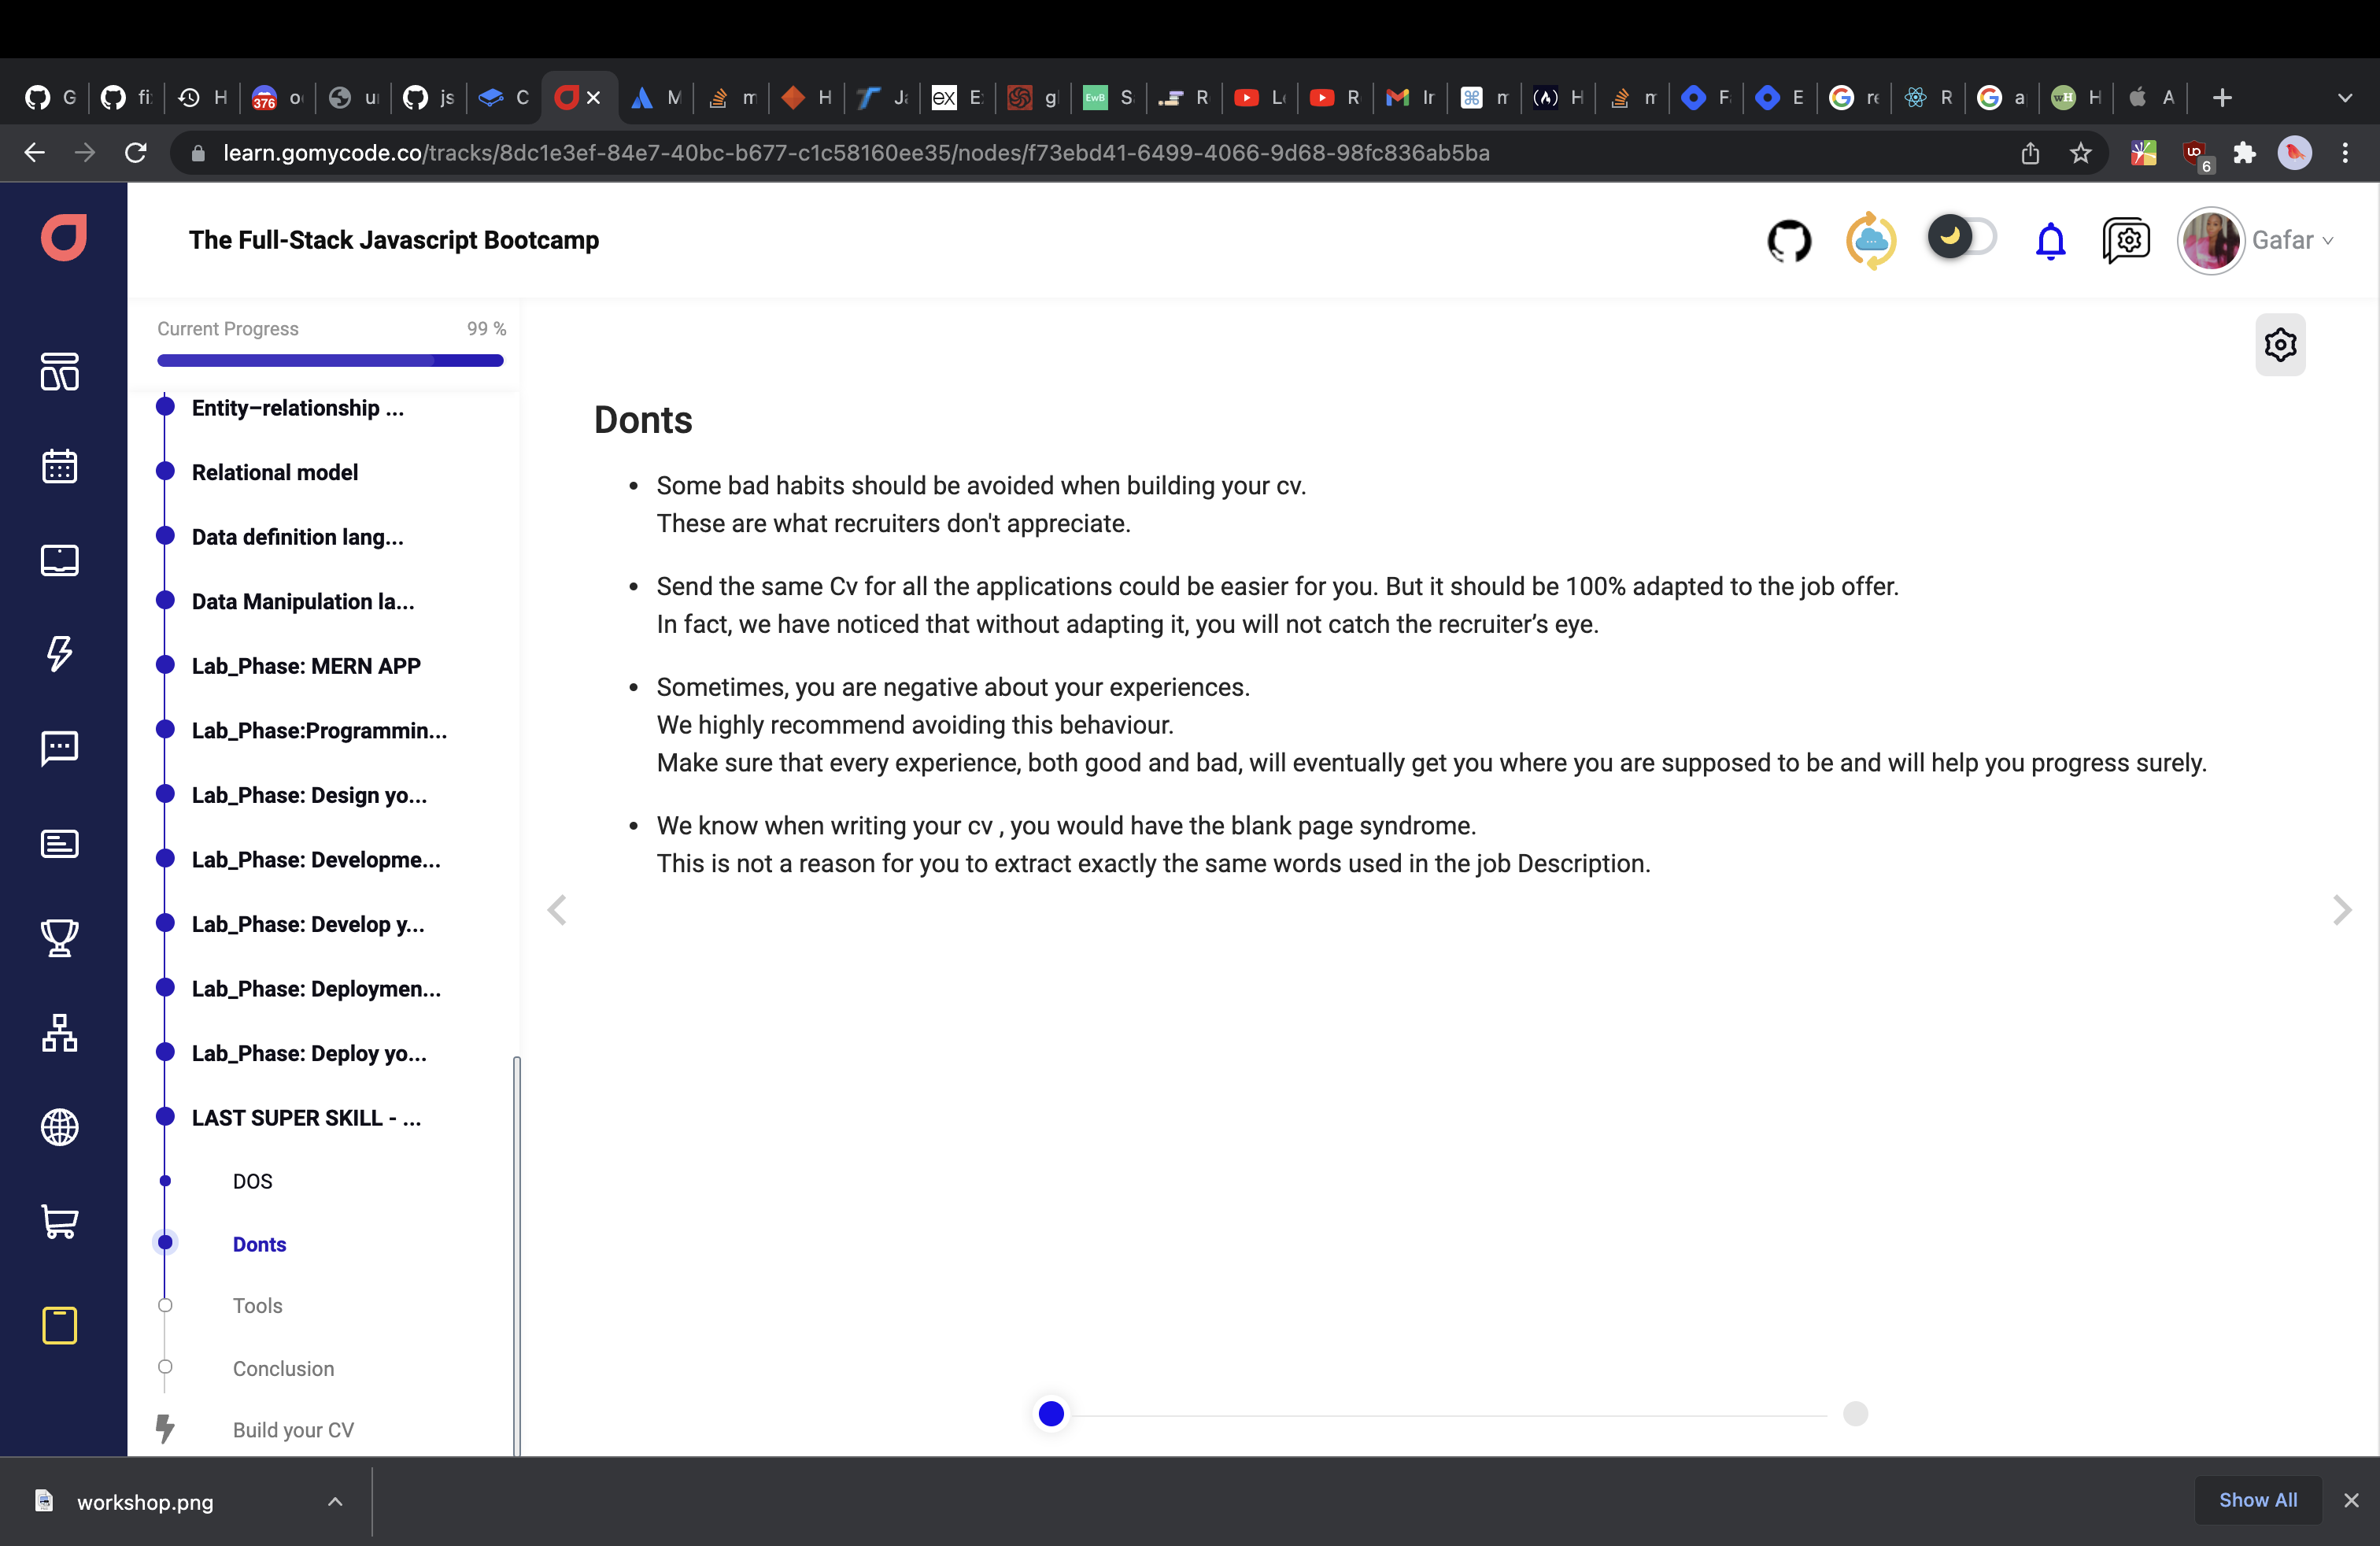 G
fi
H
376
o
u
js
C
M
m
H
Ja
ex
E
g
EwB
S
R
L
R
Ir
m
H
m
F
E
re
R
a
wH
H
A
learn.gomycode.co/tracks/8dc1e3ef-84e7-40bc-b677-c1c58160ee35/nodes/f73ebd41-6499-4066-9d68-98fc836ab5ba
6
The Full-Stack Javascript Bootcamp
Gafar
Current Progress
99 %
Entity–relationship ...
Relational model
Data definition lang...
Data Manipulation la...
Lab_Phase: MERN APP
Lab_Phase:Programmin...
Lab_Phase: Design yo...
Lab_Phase: Developme...
Lab_Phase: Develop y...
Lab_Phase: Deploymen...
Lab_Phase: Deploy yo...
LAST SUPER SKILL - ...
DOS
Donts
Tools
Conclusion
Build your CV
Donts
Some bad habits should be avoided when building your cv.
These are what recruiters don't appreciate.
Send the same Cv for all the applications could be easier for you. But it should be 100% adapted to the job offer.
In fact, we have noticed that without adapting it, you will not catch the recruiter’s eye.
Sometimes, you are negative about your experiences.
We highly recommend avoiding this behaviour.
Make sure that every experience, both good and bad, will eventually get you where you are supposed to be and will help you progress surely.
We know when writing your cv , you would have the blank page syndrome.
This is not a reason for you to extract exactly the same words used in the job Description.
workshop.png
Show All